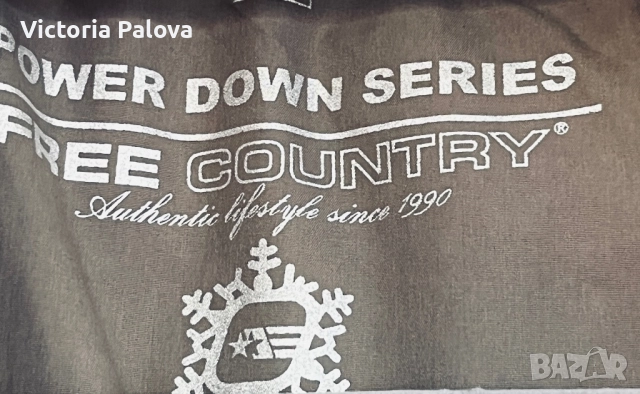 Victoria Palova
POWER DOWN SERIES
FREE COUNTRY®
Authentic lifestyle since 1990
BAZAR